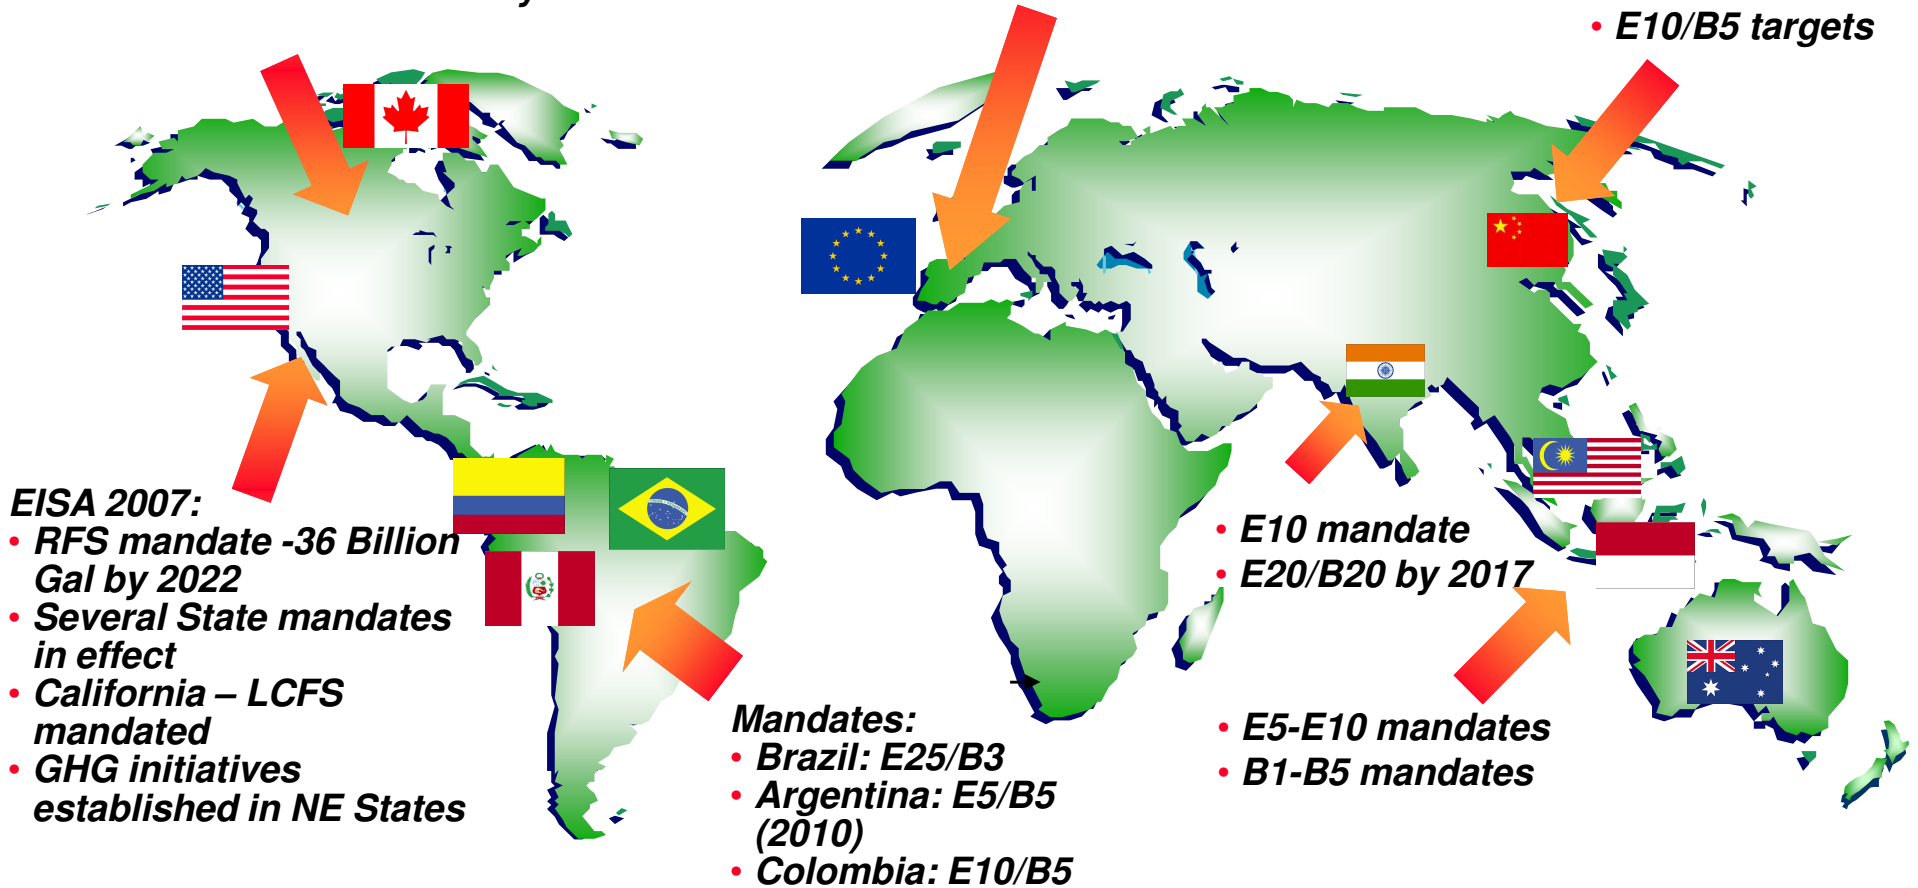 • E10/B5 targets
EISA 2007:
• RFS mandate -36 Billion
Gal by 2022
• Several State mandates
in effect
• California – LCFS
mandated
• GHG initiatives
established in NE States
Mandates:
• Brazil: E25/B3
• Argentina: E5/B5
(2010)
• Colombia: E10/B5
• E10 mandate
• E20/B20 by 2017
• E5-E10 mandates
• B1-B5 mandates